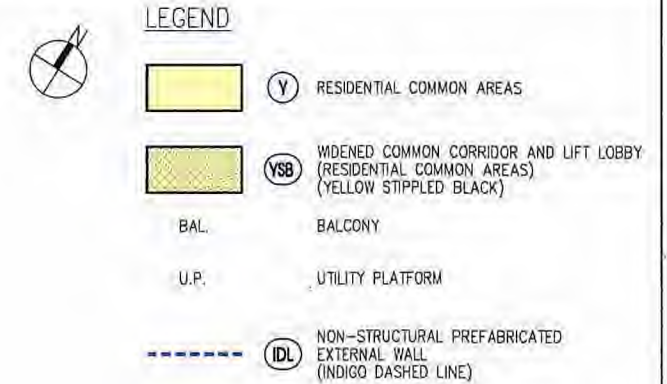 N
LEGEND
Y RESIDENTIAL COMMON AREAS
WIDENED COMMON CORRIDOR AND LIFT LOBBY
YSB (RESIDENTIAL COMMON AREAS)
(YELLOW STIPPLED BLACK)
BAL. BALCONY
U.P. UTILITY PLATFORM
NON-STRUCTURAL PREFABRICATED
IDL EXTERNAL WALL
(INDIGO DASHED LINE)